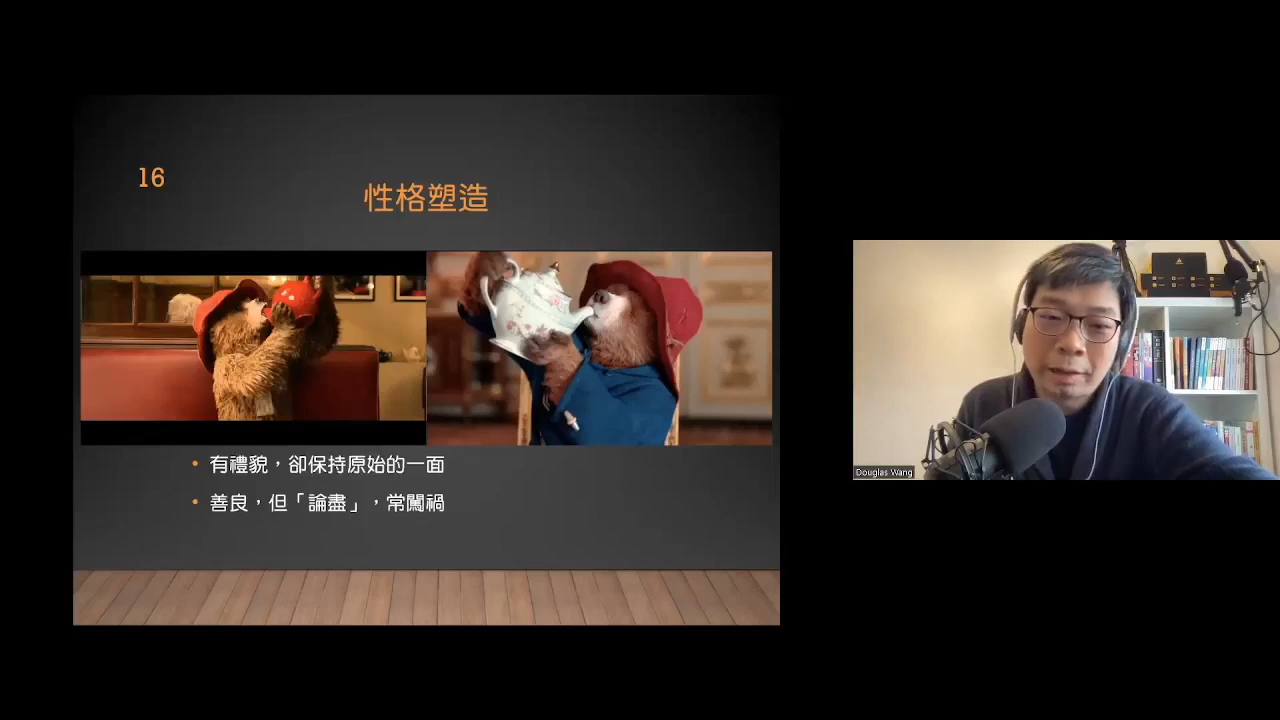 16
性格塑造
• 有禮貌，卻保持原始的一面
• 善良，但「論盡」，常闖禍
Douglas Wang